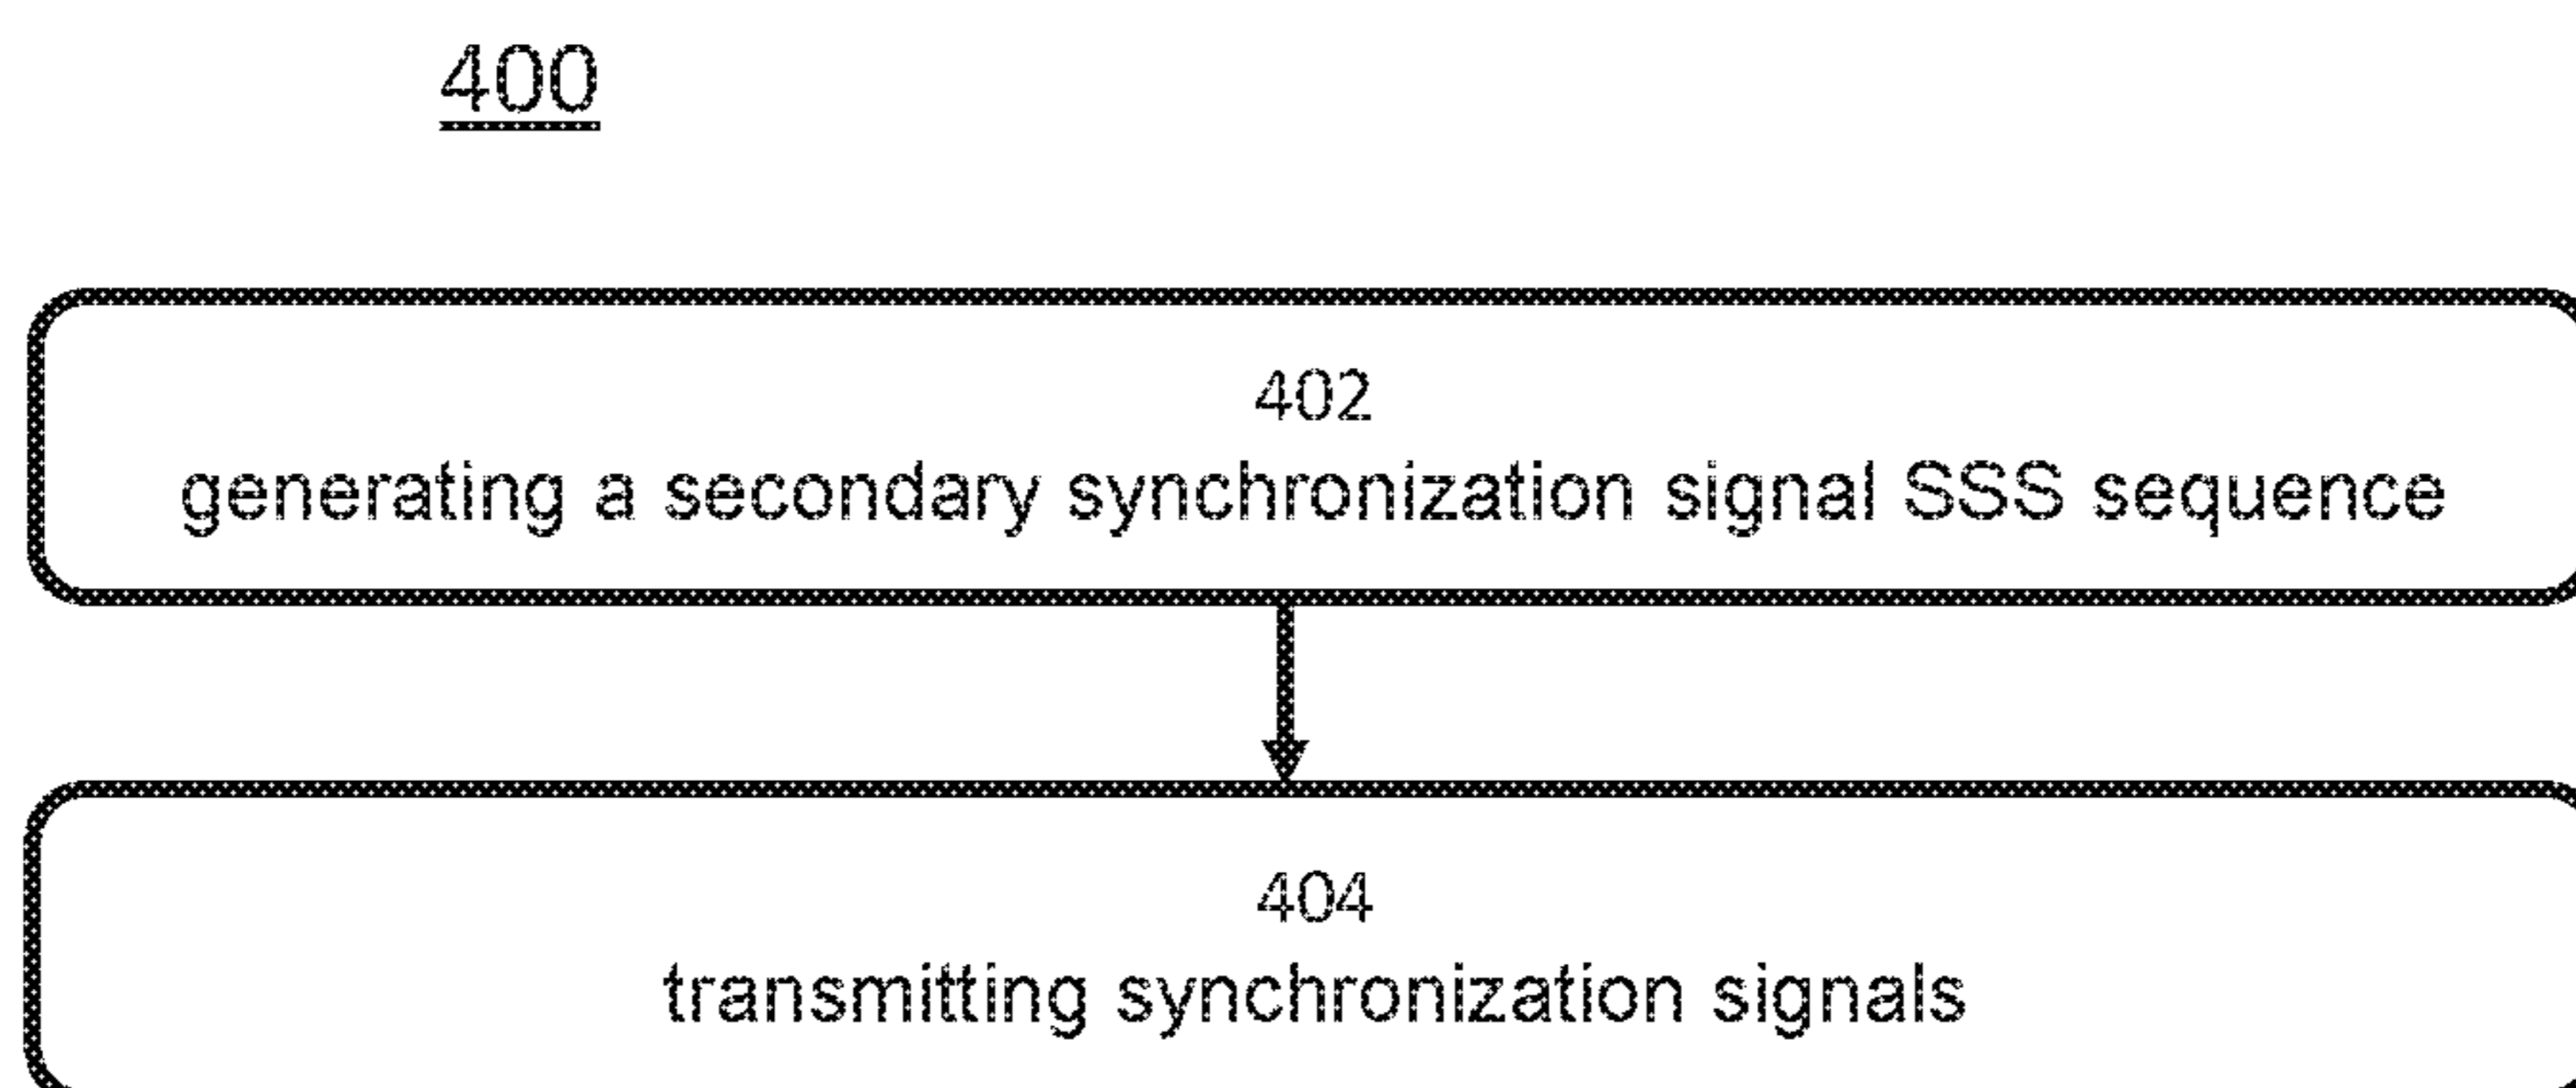 400
402
generating a secondary synchronization signal SSS sequence
404
transmitting synchronization signals